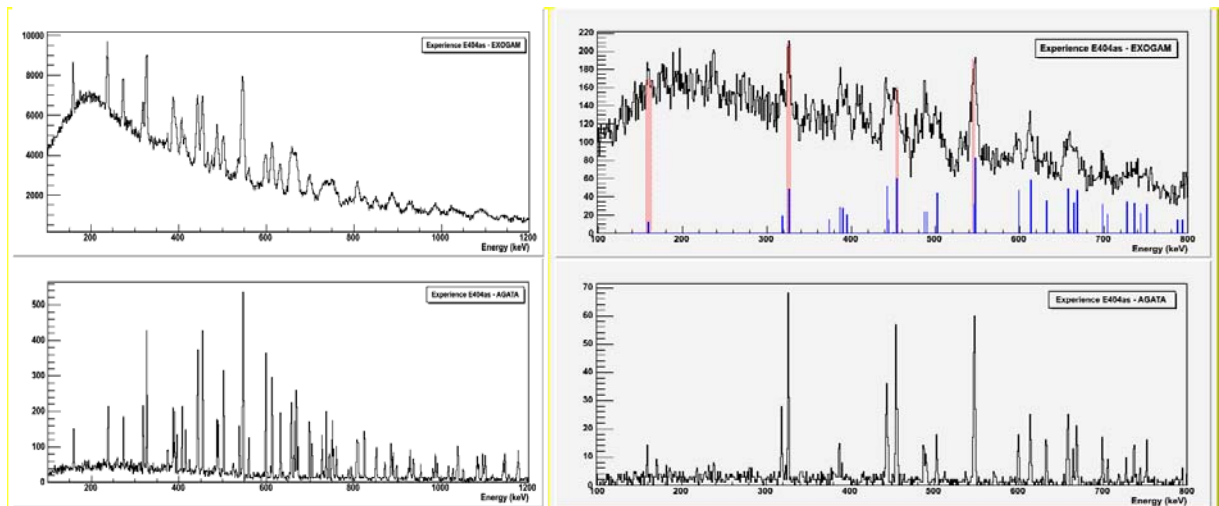 10000
Experience E404as - EXOGAM
8000
6000
4000
2000
200 400 600 800 1000 1200
Energy (keV)
220
200
Experience E404as - EXOGAM
180
160
140
120
100
80
60
40
20
0
100 200 300 400 500 600 700 800
Energy (keV)
500
Experience E404as - AGATA
400
300
200
100
0
200 400 600 800 1000 1200
Energy (keV)
70
Experience E404as - AGATA
60
50
40
30
20
10
0
100 200 300 400 500 600 700 800
Energy (keV)